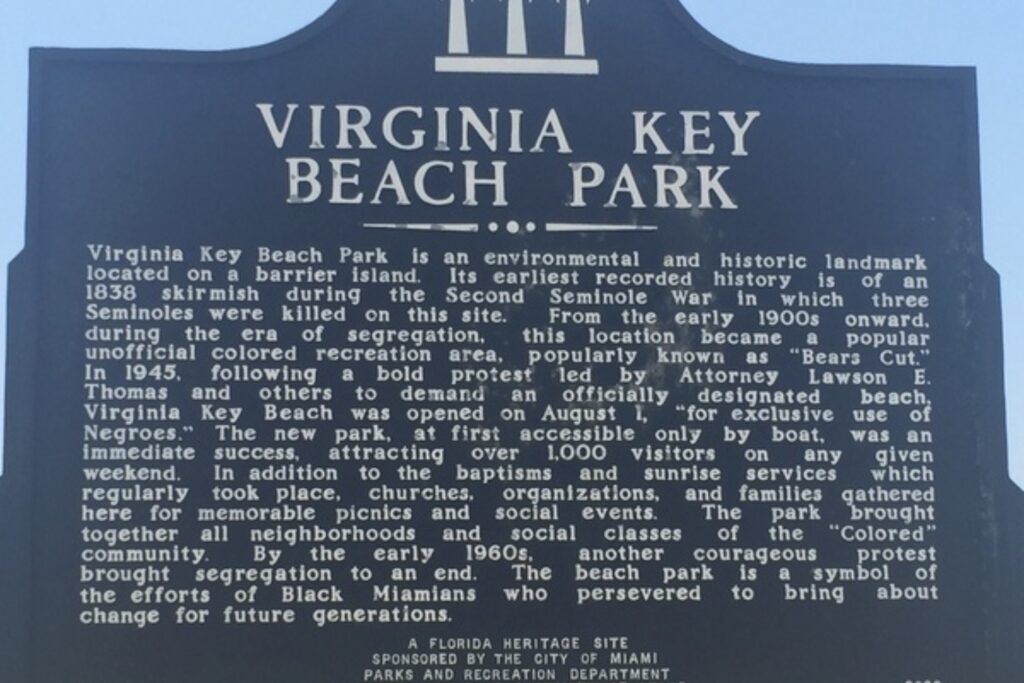 VIRGINIA KEY
BEACH PARK
Virginia Key Beach Park is an environmental and historic landmark
located on a barrier island. Its earliest recorded history is of an
1838 skirmish during the Second Seminole War in which three
Seminoles were killed on this site. From the early 1900s onward,
during the era of segregation, this location became a popular
unofficial colored recreation area, popularly known as "Bears Cut."
In 1945, following a bold protest led by Attorney Lawson E.
Thomas and others to demand an officially designated beach,
Virginia Key Beach was opened on August 1, "for exclusive use of
Negroes." The new park, at first accessible only by boat, was an
immediate success, attracting over 1,000 visitors on any given
weekend. In addition to the baptisms and sunrise services which
regularly took place, churches, organizations, and families gathered
here for memorable picnics and social events. The park brought
together all neighborhoods and social classes of the "Colored"
community. By the early 1960s, another courageous protest
brought segregation to an end. The beach park is a symbol of
the efforts of Black Miamians who persevered to bring about
change for future generations.
A FLORIDA HERITAGE SITE
SPONSORED BY THE CITY OF MIAMI
PARKS AND RECREATION DEPARTMENT